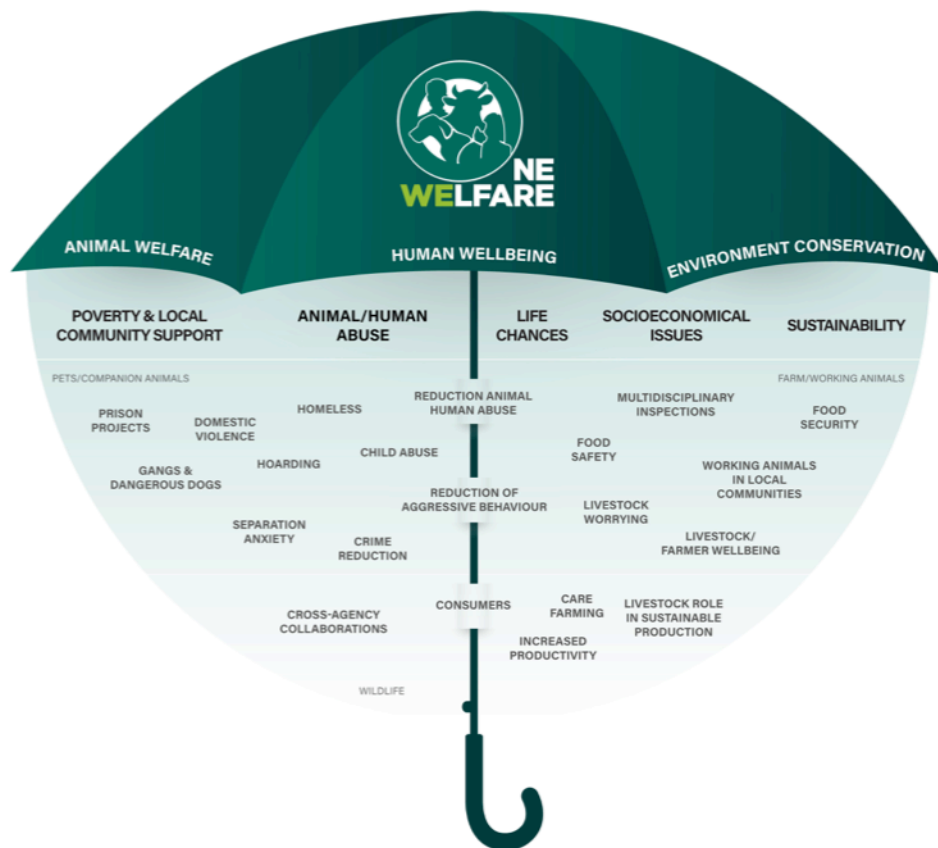 NE
WELFARE
ANIMAL WELFARE
HUMAN WELLBEING
ENVIRONMENT CONSERVATION
POVERTY & LOCAL
COMMUNITY SUPPORT
ANIMAL/HUMAN
ABUSE
LIFE
CHANCES
SOCIOECONOMICAL
ISSUES
SUSTAINABILITY
PETS/COMPANION ANIMALS
FARM/WORKING ANIMALS
PRISON
PROJECTS
DOMESTIC
VIOLENCE
HOMELESS
REDUCTION ANIMAL
HUMAN ABUSE
MULTIDISCIPLINARY
INSPECTIONS
FOOD
SECURITY
GANGS &
DANGEROUS DOGS
HOARDING
CHILD ABUSE
FOOD
SAFETY
WORKING ANIMALS
IN LOCAL
COMMUNITIES
REDUCTION OF
AGGRESSIVE BEHAVIOUR
LIVESTOCK
WORRYING
SEPARATION
ANXIETY
CRIME
REDUCTION
LIVESTOCK/
FARMER WELLBEING
CROSS-AGENCY
COLLABORATIONS
CONSUMERS
CARE
FARMING
LIVESTOCK ROLE
IN SUSTAINABLE
PRODUCTION
INCREASED
PRODUCTIVITY
WILDLIFE